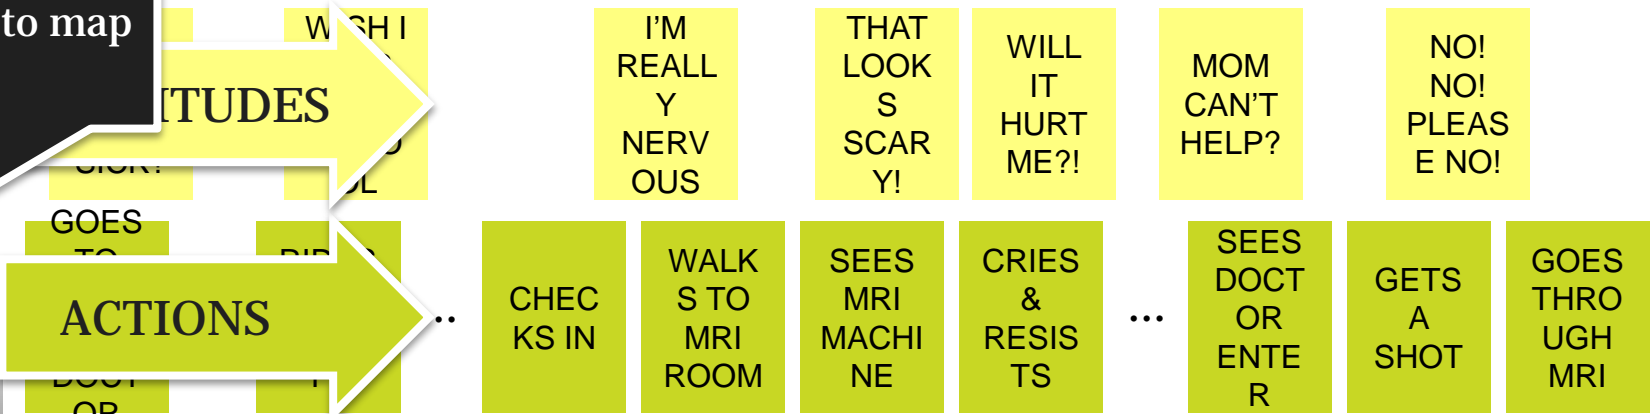 to map
ITUDES
I'M
REALL
Y
NERV
OUS
THAT
LOOK
S
SCAR
Y!
WILL
IT
HURT
ME?!
MOM
CAN'T
HELP?
NO!
NO!
PLEAS
E NO!
ACTIONS
GOES
TO
..
CHEC
KS IN
WALK
S TO
MRI
ROOM
SEES
MRI
MACHI
NE
CRIES
&
RESIS
TS
...
SEES
DOCT
OR
ENTE
R
GETS
A
SHOT
GOES
THRO
UGH
MRI